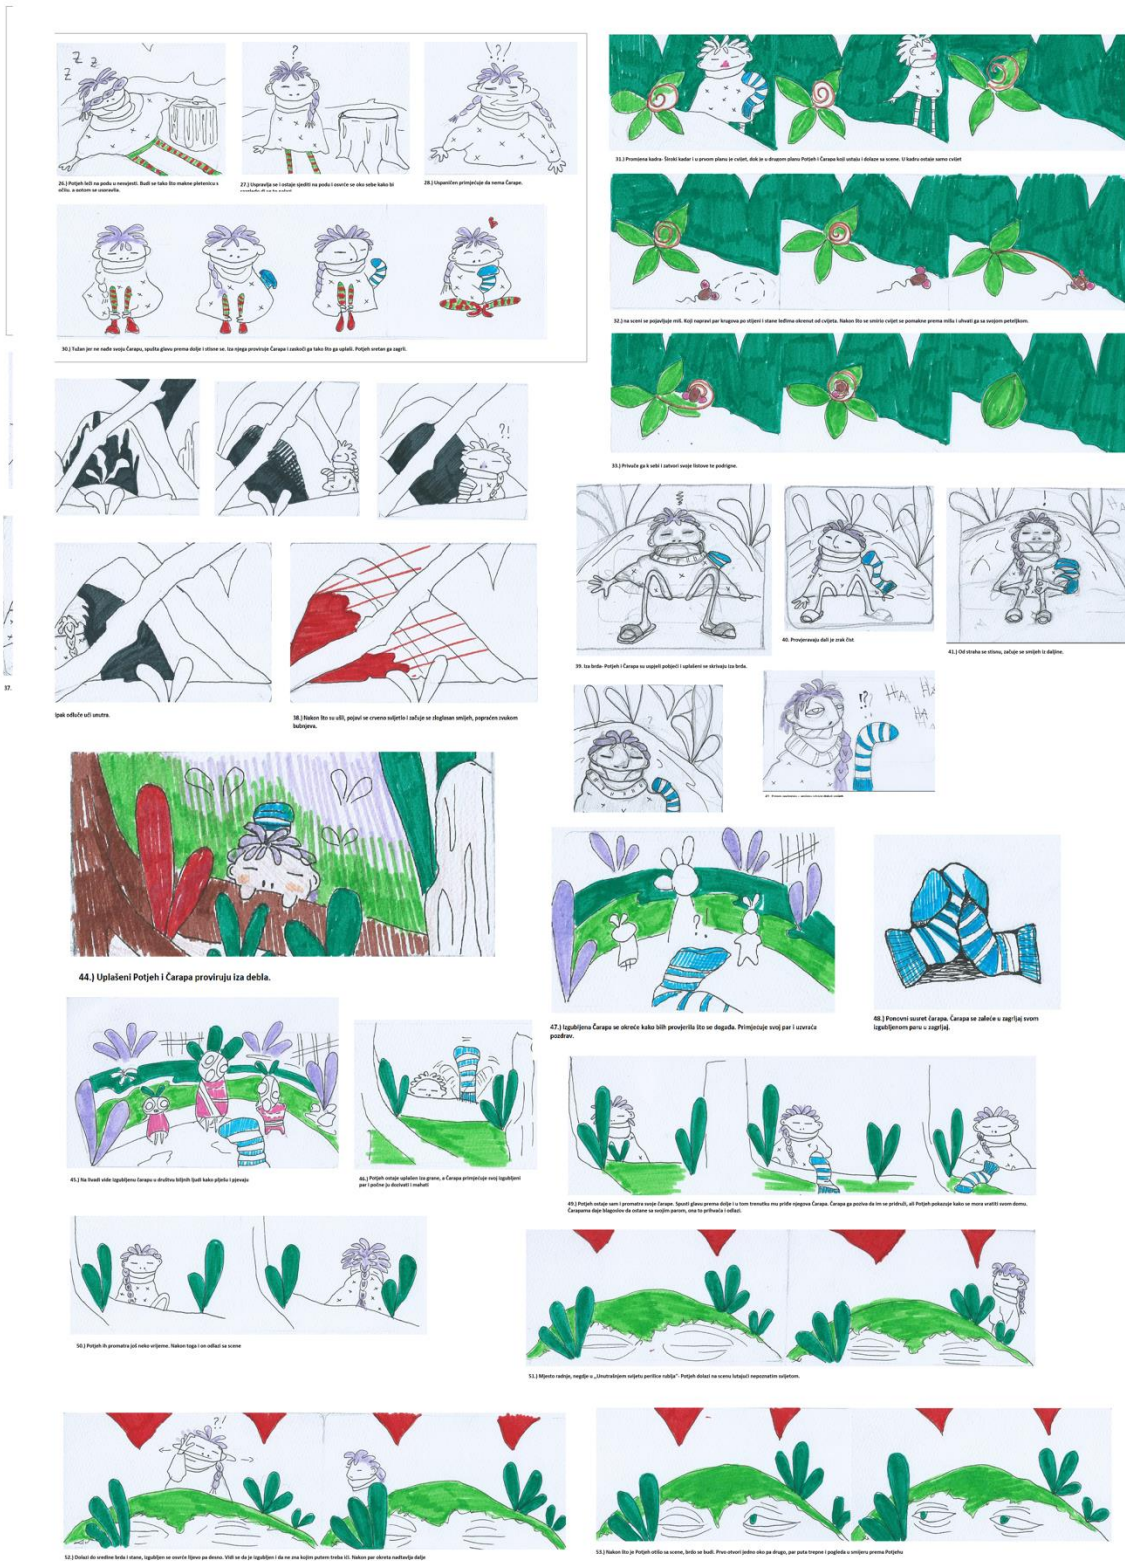 Z
Z
Z
?
! ? !
26.) Potjeh leži na podu u nesvjesti. Budi se tako što makne pletenicu s
očiju, a potom se uspravlja.
27.) Uspravlja se i ostaje sjediti na podu i osvrće se oko sebe kako bi
28.) Uspaničen primjećuje da nema Čarape.
30.) Tužan jer ne nađe svoju Čarapu, spušta glavu prema dolje i stisne se. Iza njega proviruje Čarapa i zaskoči ga tako što ga uplaši. Potjeh sretan ga zagrli.
31.) Promjena kadra- Široki kadar i u prvom planu je cvijet, dok je u drugom planu Potjeh i Čarapa koji ustaju i odlaze sa scene. U kadru ostaje samo cvijet
32.) na sceni se pojavljuje miš. Koji napravi par krugova po stijeni i stane leđima okrenut od cvijeta. Nakon što se smirio cvijet se pomakne prema mišu i uhvati ga sa svojom peteljkom.
33.) Privuče ga k sebi i zatvori svoje listove te podrigne.
?!
37.
Ipak odluče ući unutra.
38.) Nakon što su ušli, pojavi se crveno svjetlo i začuje se zloglasan smijeh, popraćen zvukom
bubnjeva.
39. Iza brda- Potjeh i Čarapa su uspjeli pobjeći i uplašeni se skrivaju iza brda.
40. Provjeravaju dali je zrak čist
!
HA
41.) Od straha se stisnu, začuje se smijeh iz daljine.
?
!?
HA
HA
HA
HA
44.) Uplašeni Potjeh i Čarapa proviruju iza debla.
45.) Na livadi vide izgubljenu čarapu u društvu biljnih ljudi kako plješu i pjevaju
46.) Potjeh ostaje uplašen iza grane, a Čarapa primjećuje svoj izgubljeni
par i počne ju dozivati i mahati
47.) Izgubljena Čarapa se okreće kako bih provjerila što se događa. Primjećuje svoj par i uzvraća
pozdrav.
48.) Ponovni susret čarapa. Čarapa se zaleće u zagrljaj svom
izgubljenom paru u zagrljaj.
49.) Potjeh ostaje sam i promatra svoje čarape. Spusti glavu prema dolje i u tom trenutku mu priđe njegova Čarapa. Čarapa ga poziva da im se pridruži, ali Potjeh pokazuje kako se mora vratiti svom domu.
Čarapama daje blagoslov da ostane sa svojim parom, ona to prihvaća i odlazi.
50.) Potjeh ih promatra još neko vrijeme. Nakon toga i on odlazi sa scene
51.) Mjesto radnje, negdje u „Unutrašnjem svijetu perilice rublja"- Potjeh dolazi na scenu lutajući nepoznatim svijetom.
?!
52.) Dolazi do sredine brda i stane, izgubljen se osvrće lijevo pa desno. Vidi se da je izgubljen i da ne zna kojim putem treba ići. Nakon par okreta nastavlja dalje
53.) Nakon što je Potjeh otišo sa scene, brdo se budi. Prvo otvori jedno oko pa drugo, par puta trepne i pogleda u smjeru prema Potjehu